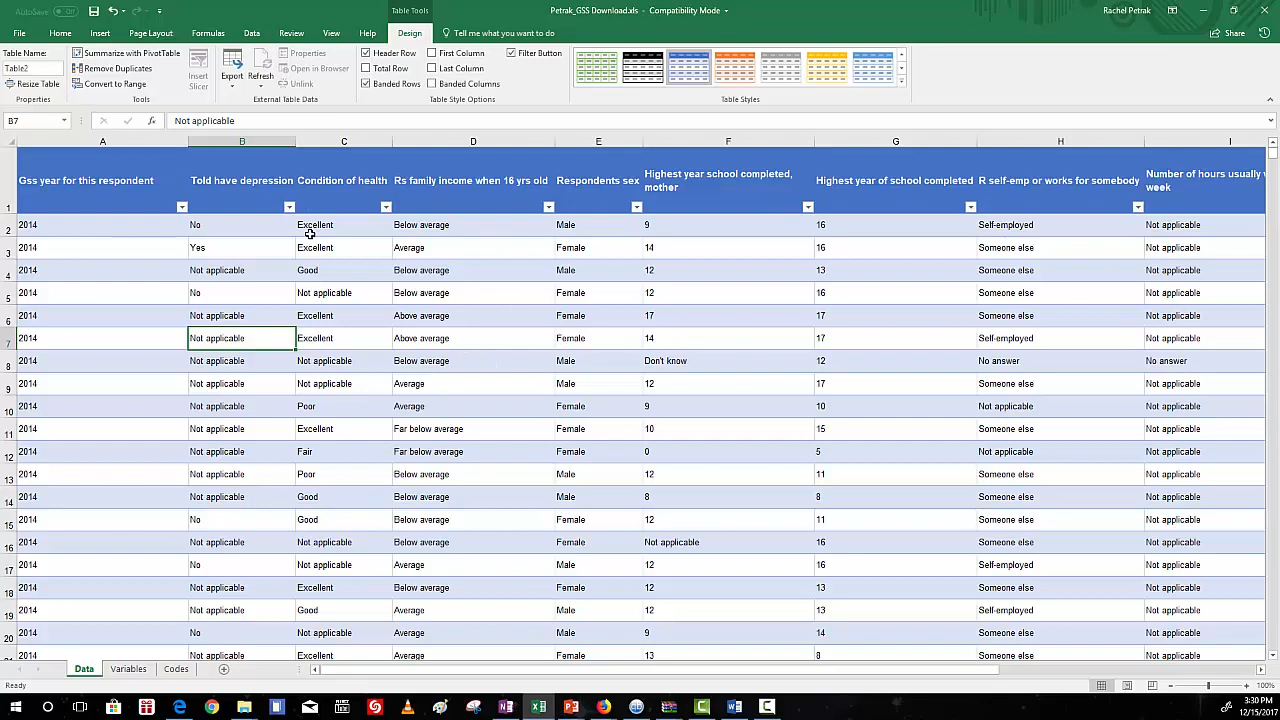 AutoSave Off
Table Tools
Petrak_GSS Download.xls - Compatibility Mode
Rachel Petrak
File Home Insert Page Layout Formulas Data Review View Help Design Tell me what you want to do Share
Table Name:
Properties
Summarize with PivotTable
Tools
Insert Slicer
Export
Refresh
Properties
Open in Browser
Unlink
External Table Data
Header Row First Column Filter Button
Total Row Last Column
Banded Rows Banded Columns
Table Style Options
Table Styles
B7 fx Not applicable
A B C D E F G H I
1 Gss year for this respondent Told have depression Condition of health Rs family income when 16 yrs old Respondents sex Highest year school completed, mother Highest year of school completed R self-emp or works for somebody Number of hours usually week
2 2014 No Excellent Below average Male 9 16 Self-employed Not applicable
3 2014 Yes Excellent Average Female 14 16 Someone else Not applicable
4 2014 Not applicable Good Below average Male 12 13 Someone else Not applicable
5 2014 No Not applicable Below average Female 12 16 Someone else Not applicable
6 2014 Not applicable Excellent Above average Female 17 17 Someone else Not applicable
7 2014 Not applicable Excellent Above average Female 14 17 Self-employed Not applicable
8 2014 Not applicable Not applicable Below average Male Don't know 12 No answer No answer
9 2014 Not applicable Not applicable Average Male 12 17 Someone else Not applicable
10 2014 Not applicable Poor Average Female 9 10 Not applicable Not applicable
11 2014 Not applicable Excellent Far below average Female 10 15 Someone else Not applicable
12 2014 Not applicable Fair Far below average Female 0 5 Not applicable Not applicable
13 2014 Not applicable Poor Below average Male 12 11 Someone else Not applicable
14 2014 Not applicable Good Below average Male 8 8 Someone else Not applicable
15 2014 No Good Below average Female 12 11 Someone else Not applicable
16 2014 Not applicable Not applicable Below average Female Not applicable 16 Someone else Not applicable
17 2014 No Not applicable Average Male 12 16 Someone else Not applicable
18 2014 Not applicable Excellent Below average Female 12 13 Someone else Not applicable
19 2014 Not applicable Good Average Male 12 13 Self-employed Not applicable
20 2014 No Not applicable Average Male 9 14 Someone else Not applicable
2014 Not applicable Excellent Average Female 13 8 Someone else Not applicable
Data Variables Codes
Ready
100%
3:30 PM
12/15/2017